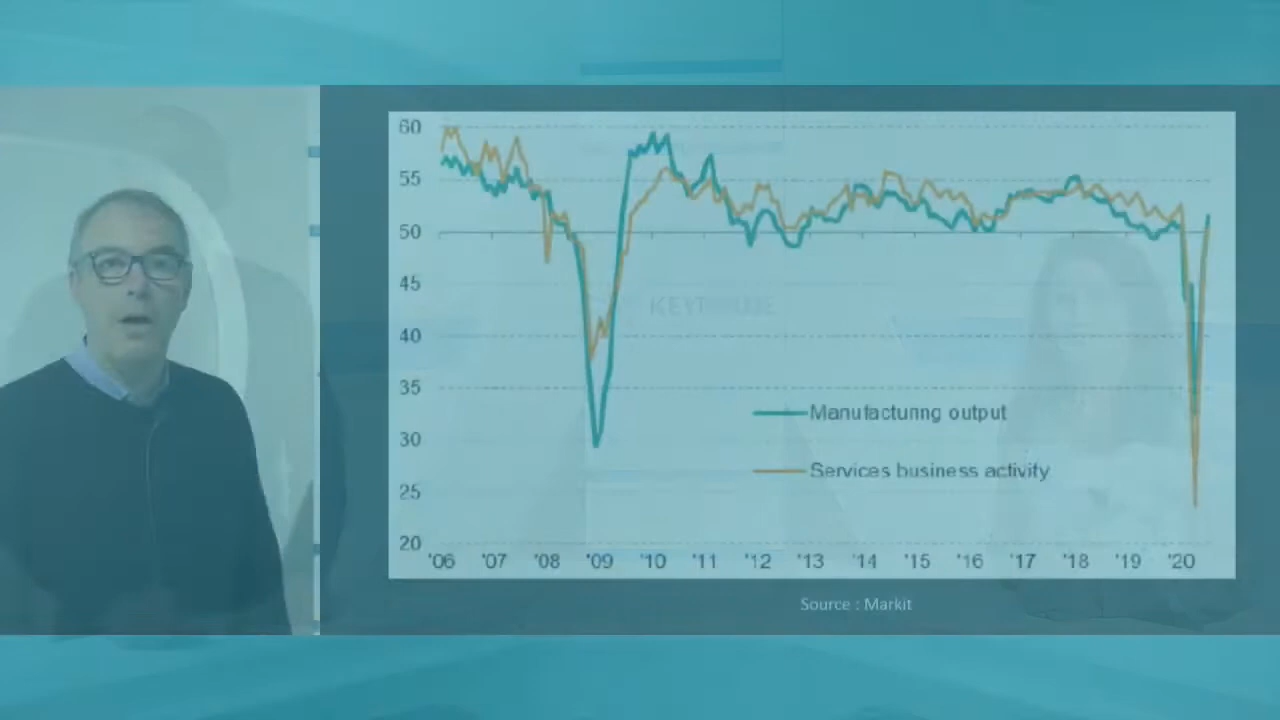 60
55
50
45
40
35
30
25
20
Manufacturing output
Services business activity
'06 '07 '08 '09 '10 '11 '12 '13 '14 '15 '16 '17 '18 '19 '20
Source : Markit